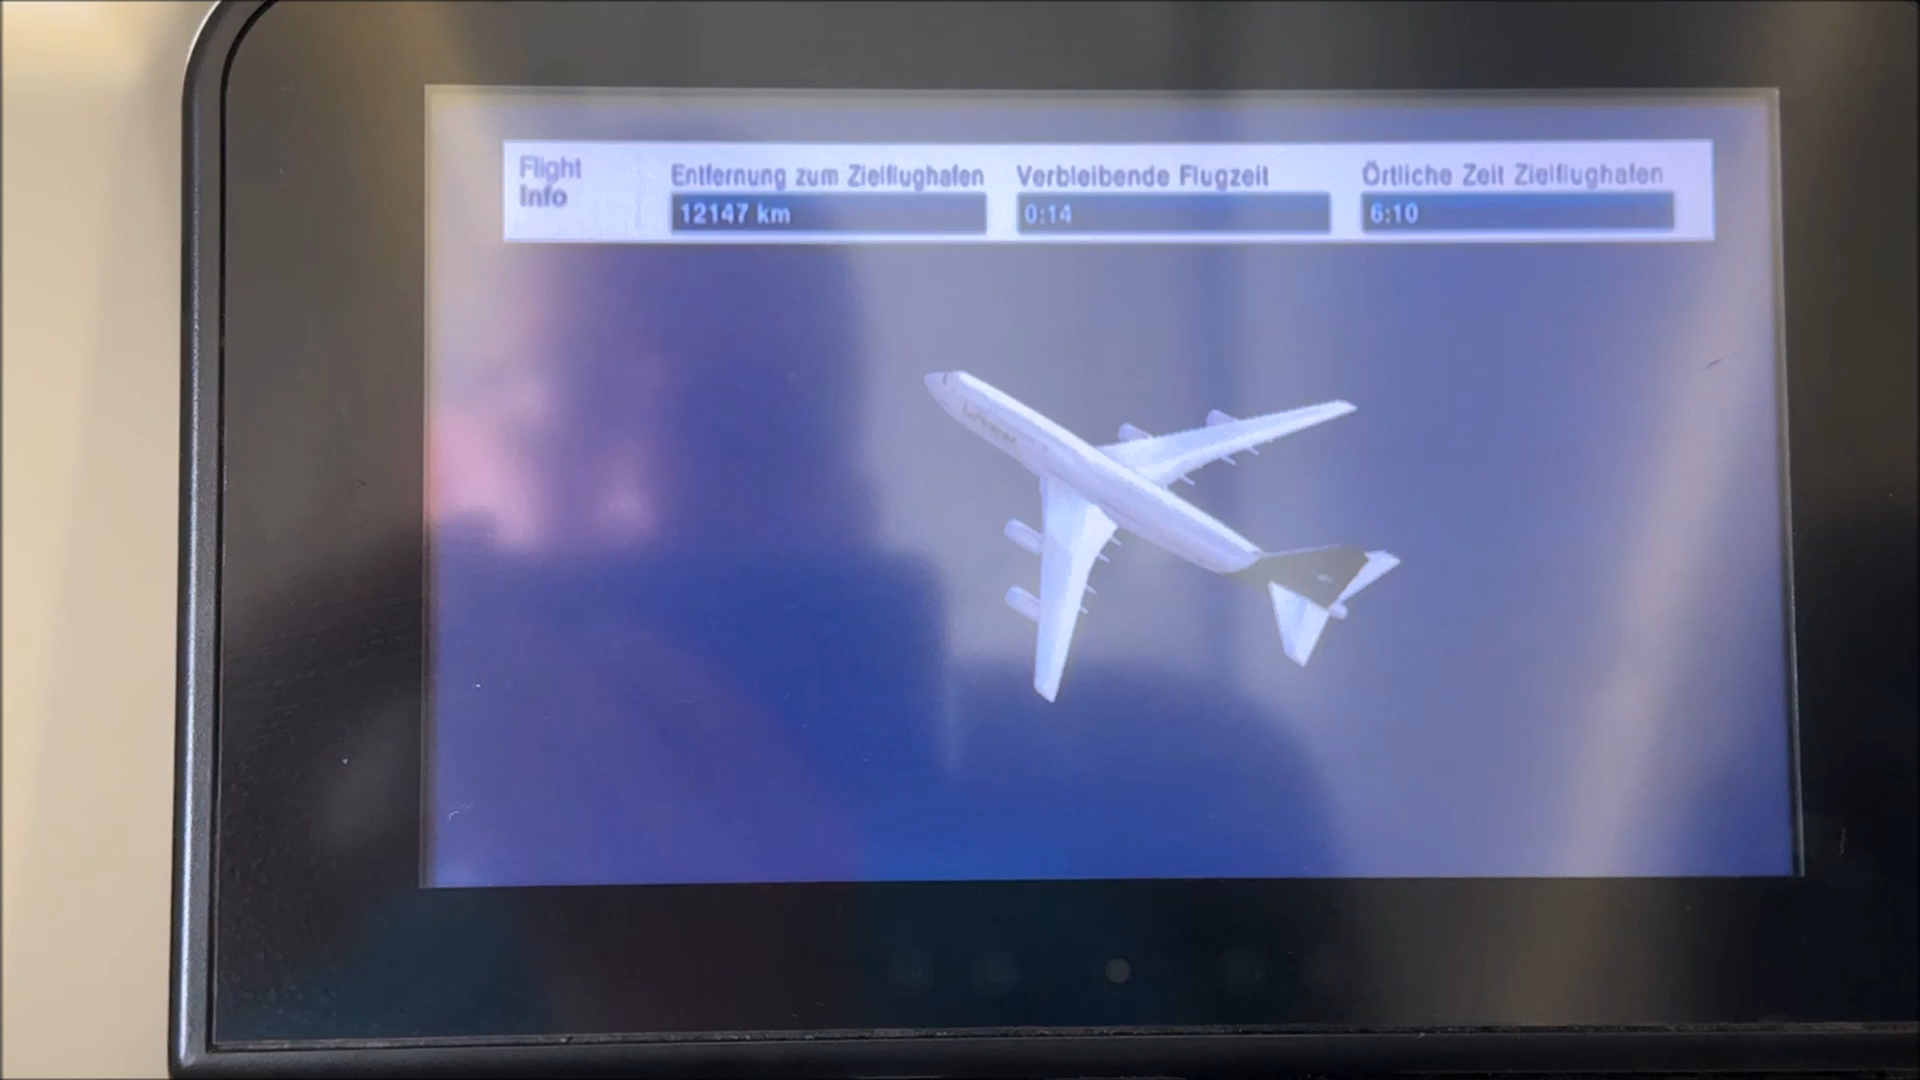 Flight
Info
Entfernung zum Zielflughafen
12147 km
Verbleibende Flugzeit
0:14
Örtliche Zeit Zielflughafen
6:10